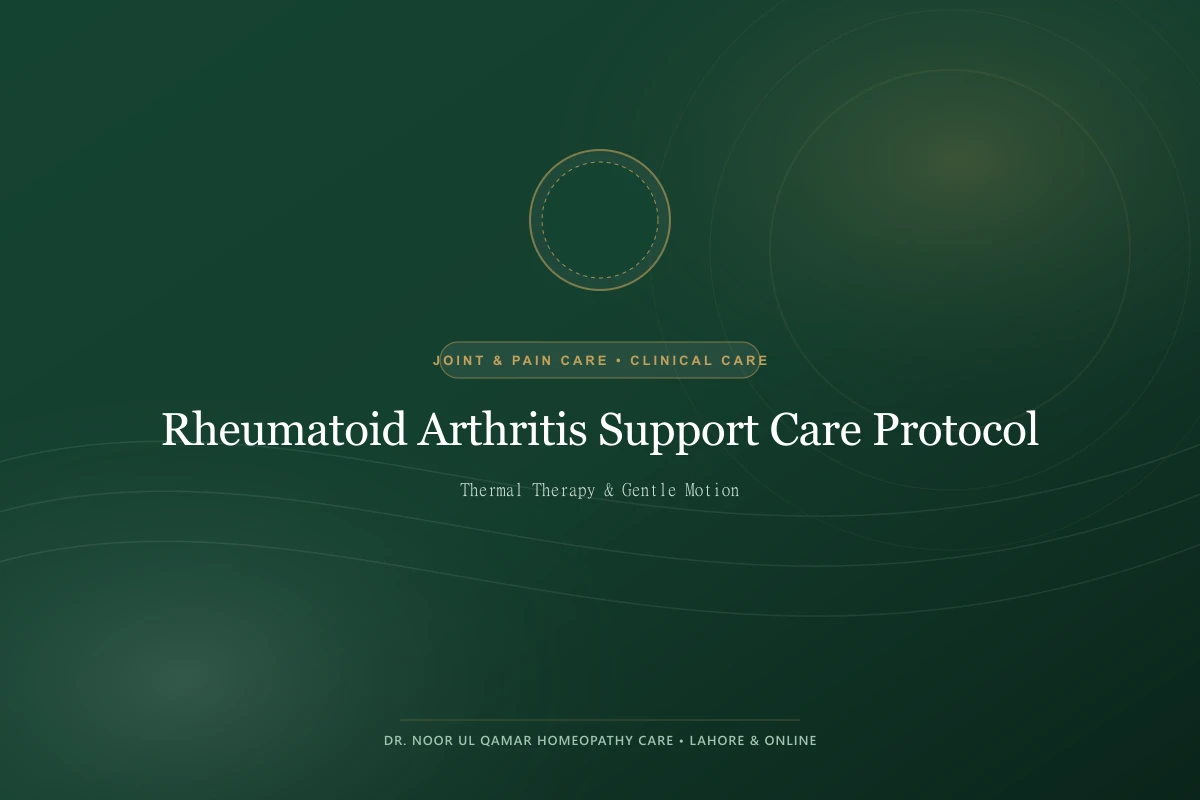 JOINT & PAIN CARE • CLINICAL CARE
Rheumatoid Arthritis Support Care Protocol
Thermal Therapy & Gentle Motion
DR. NOOR UL QAMAR HOMEOPATHY CARE • LAHORE & ONLINE